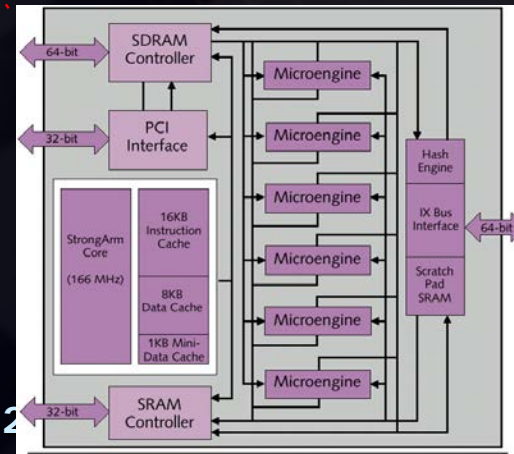 SDRAM
Controller
64-bit
PCI
Interface
32-bit
StrongArm
Core
(166 MHz)
16KB
Instruction
Cache
8KB
Data Cache
1KB Mini-
Data Cache
SRAM
Controller
32-bit
Microengine
Microengine
Microengine
Microengine
Microengine
Microengine
Hash
Engine
IX Bus
Interface
Scratch
Pad
SRAM
64-bit
2